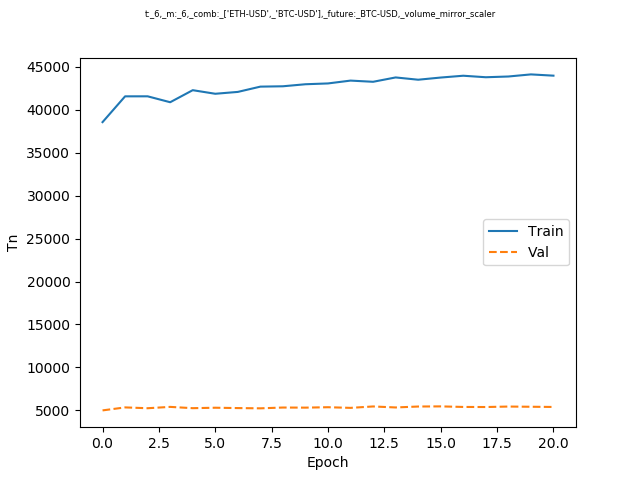 t:_6,_m:_6,_comb:_['ETH-USD',_'BTC-USD'],_future:_BTC-USD,_volume_mirror_scaler
45000
40000
35000
30000
25000
20000
15000
10000
5000
Tn
Train
Val
0.0 2.5 5.0 7.5 10.0 12.5 15.0 17.5 20.0
Epoch